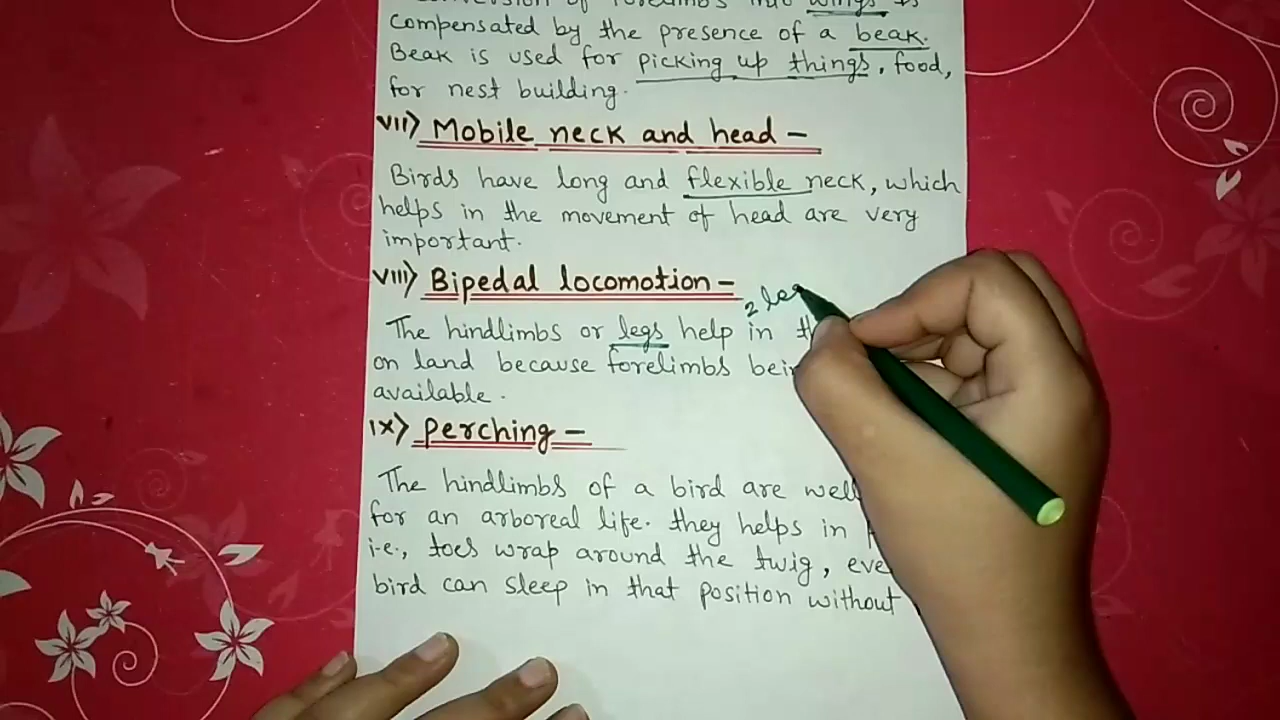 wings is
compensated by the presence of a beak.
Beak is used for picking up things, food,
for nest building.
VII) Mobile neck and head -
Birds have long and flexible neck, which
helps in the movement of head are very
important.
VIII) Bipedal locomotion -
2 leg
The hindlimbs or legs help in
on land because forelimbs
available.
IX) perching -
The hindlimbs of a bird are well
for an arboreal life. they helps in
i.e., toes wrap around the twig,
bird can sleep in that position without